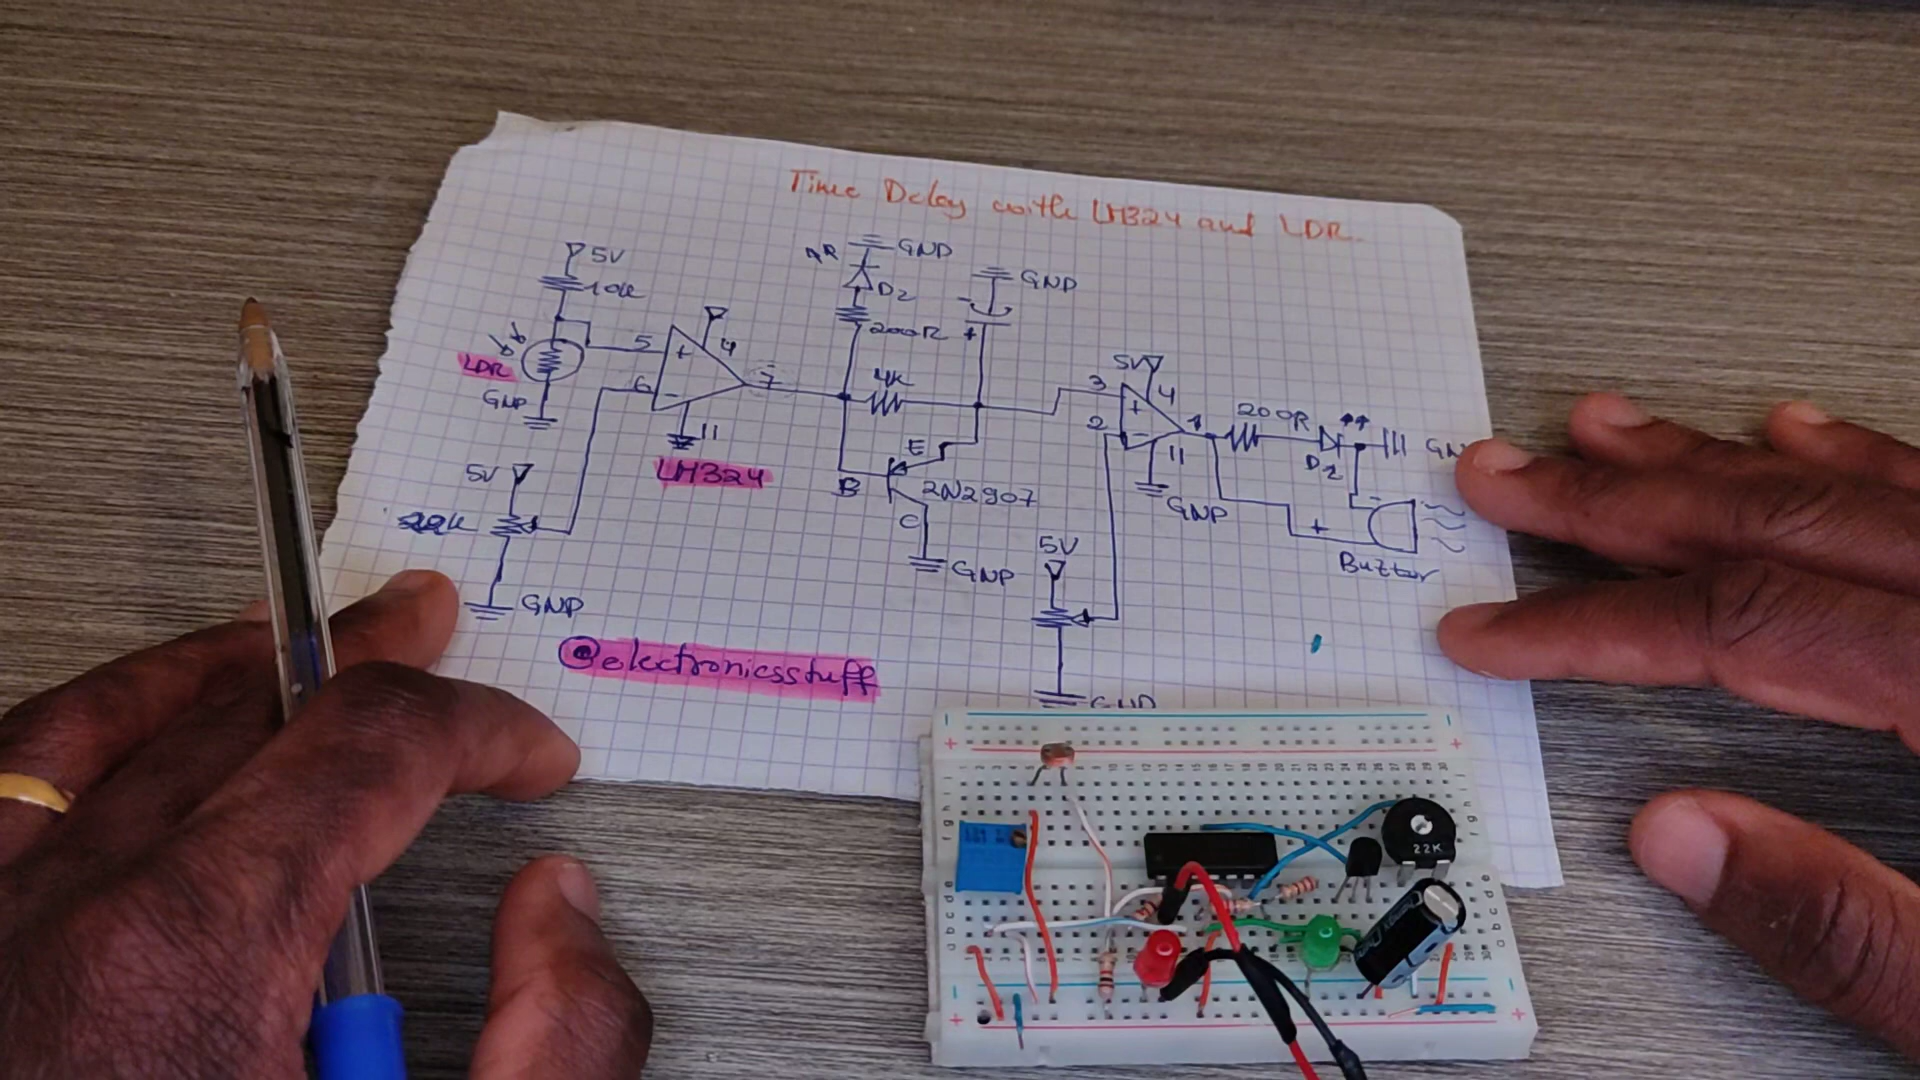 Time Delay with LM324 and LDR.
5V
10k
LDR
GND
5
6
+
-
4
7
11
LM324
5V
GND
GND
D2
200R
GND
-
+
4K
B
E
C
2N2907
GND
5V
3
2
+
-
4
1
11
GND
200R
D1
GN
-
+
Buzzer
5V
GND
@electronicsstuff
22K